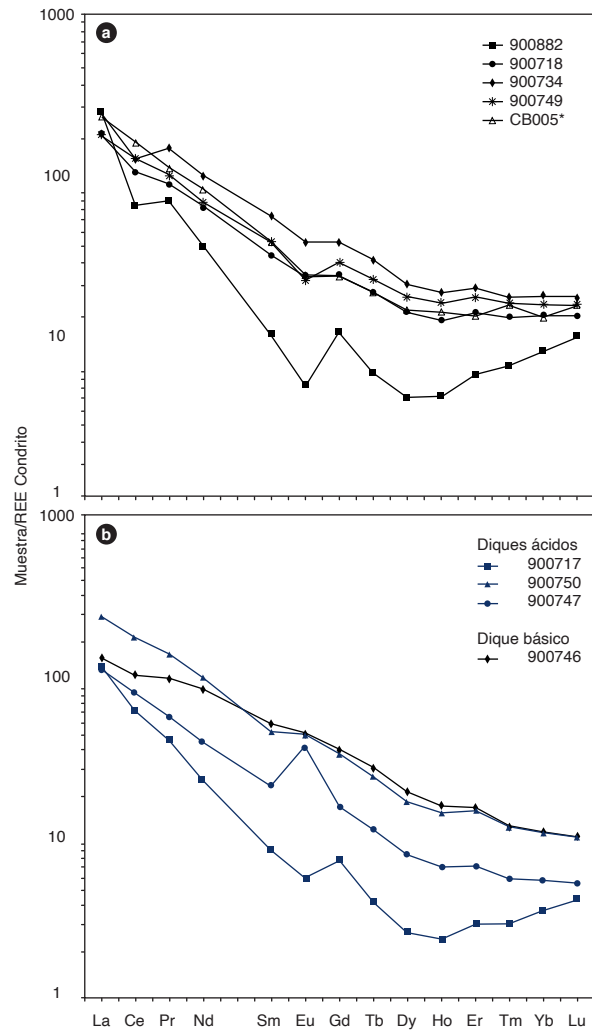 1000
a
900882
900718
900734
900749
CB005*
100
10
1
Muestra/REE Condrito
1000
b
Diques ácidos
900717
900750
900747
Dique básico
900746
100
10
1
La Ce Pr Nd Sm Eu Gd Tb Dy Ho Er Tm Yb Lu